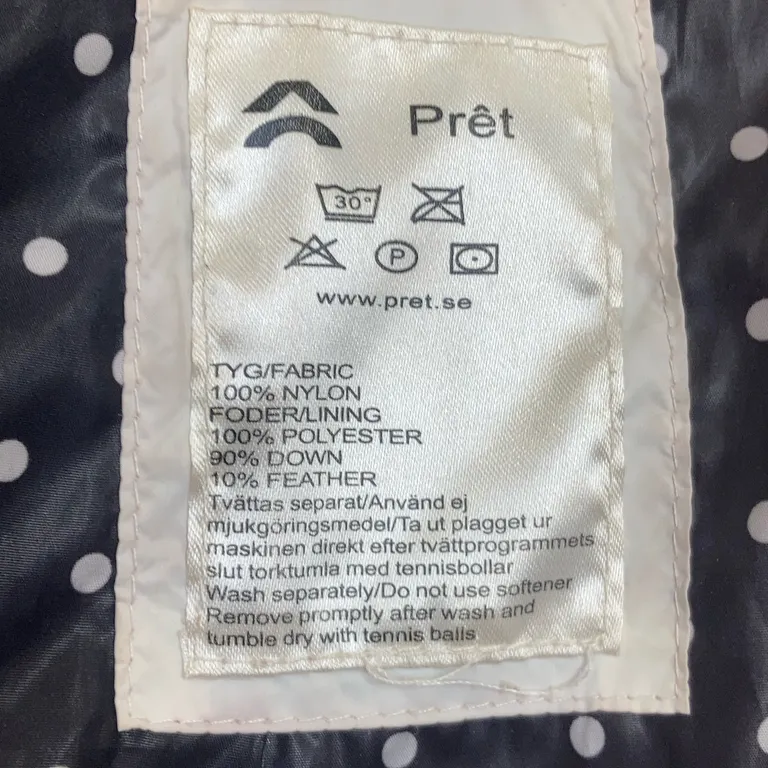 Prêt
30°
P
www.pret.se
TYG/FABRIC
100% NYLON
FODER/LINING
100% POLYESTER
90% DOWN
10% FEATHER
Tvättas separat/Använd ej
mjukgöringsmedel/Ta ut plagget ur
maskinen direkt efter tvättprogrammets
slut torktumla med tennisbollar
Wash separately/Do not use softener
Remove promptly after wash and
tumble dry with tennis balls